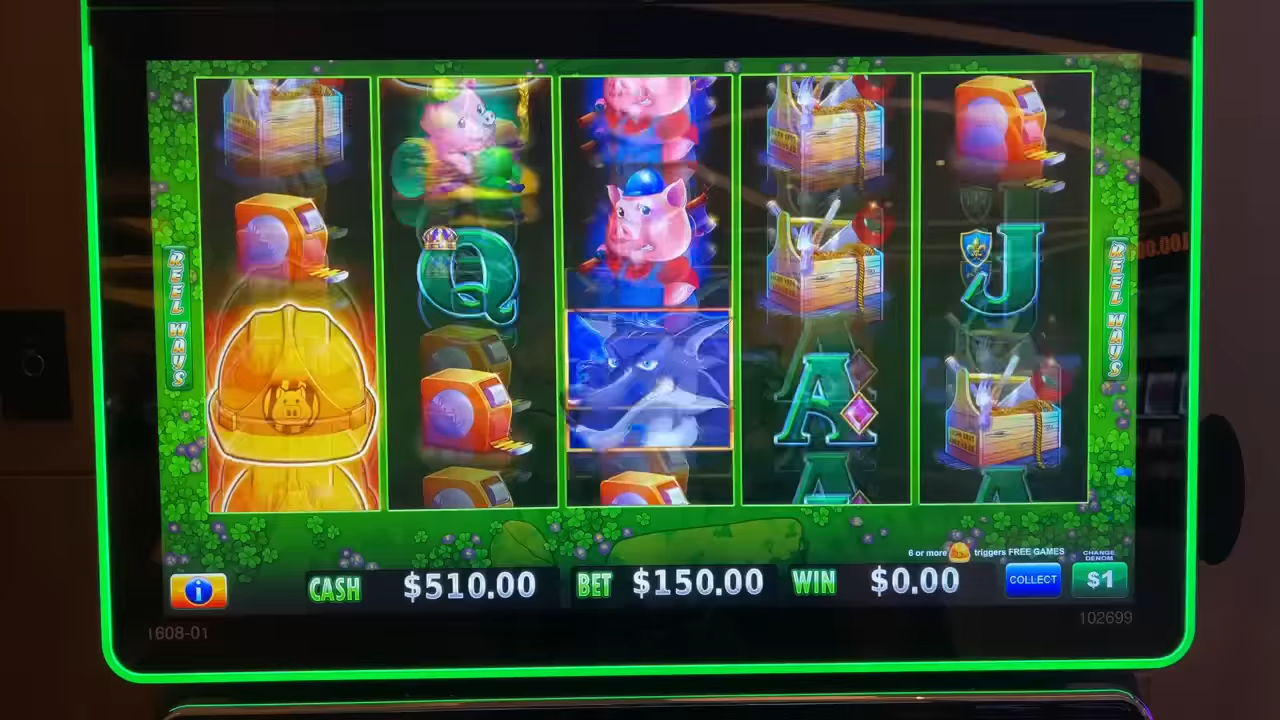 REEL WAYS
Q
J
A
A
A
REEL WAYS
6 or more triggers FREE GAMES
CHANGE DENOM
i
CASH $510.00 BET $150.00 WIN $0.00 COLLECT $1
1608-01
102699